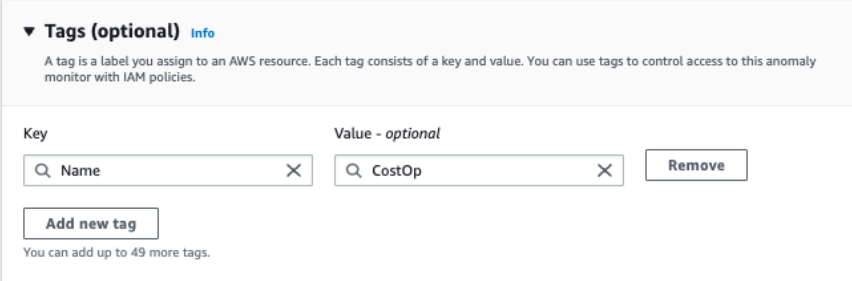 ▼ Tags (optional) Info
A tag is a label you assign to an AWS resource. Each tag consists of a key and value. You can use tags to control access to this anomaly
monitor with IAM policies.
Key Value - optional
Name CostOp Remove
Add new tag
You can add up to 49 more tags.